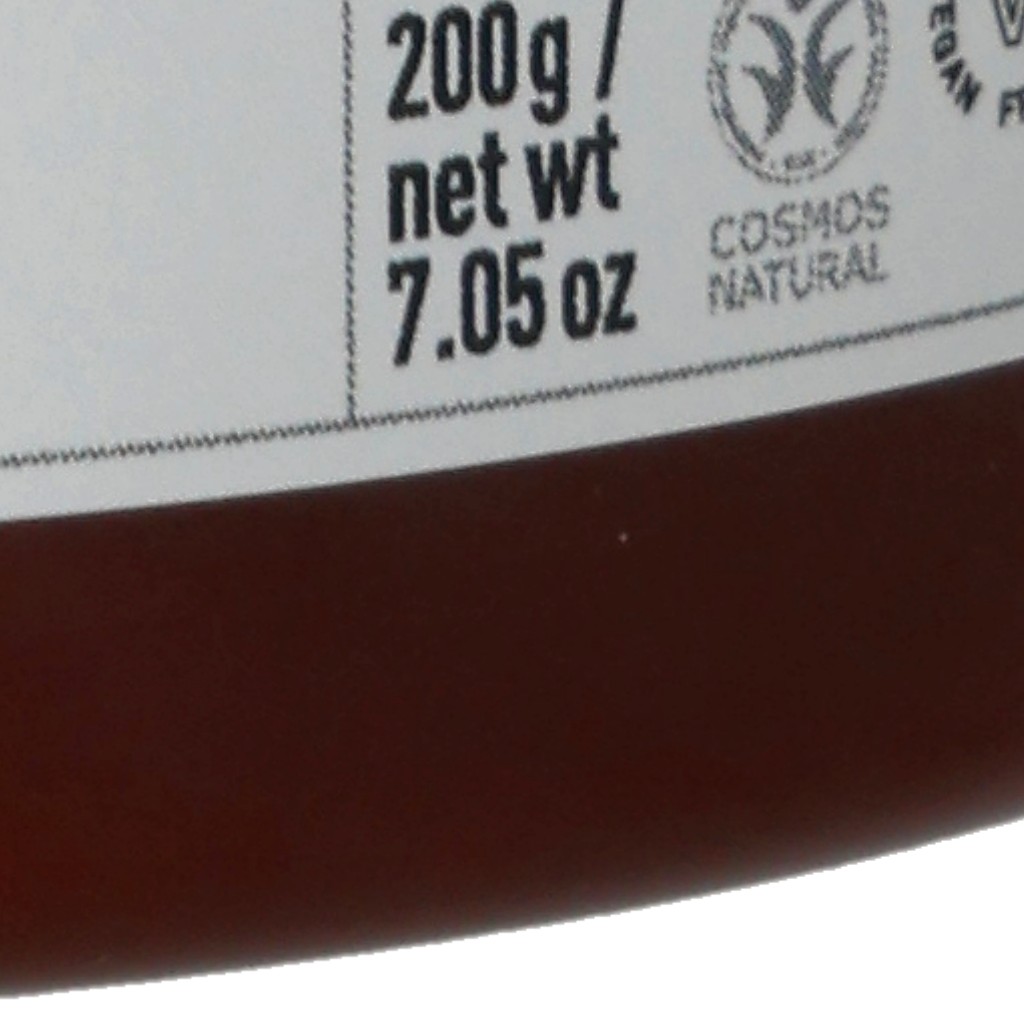 200g /
net wt
7.05 oz
COSMOS
NATURAL